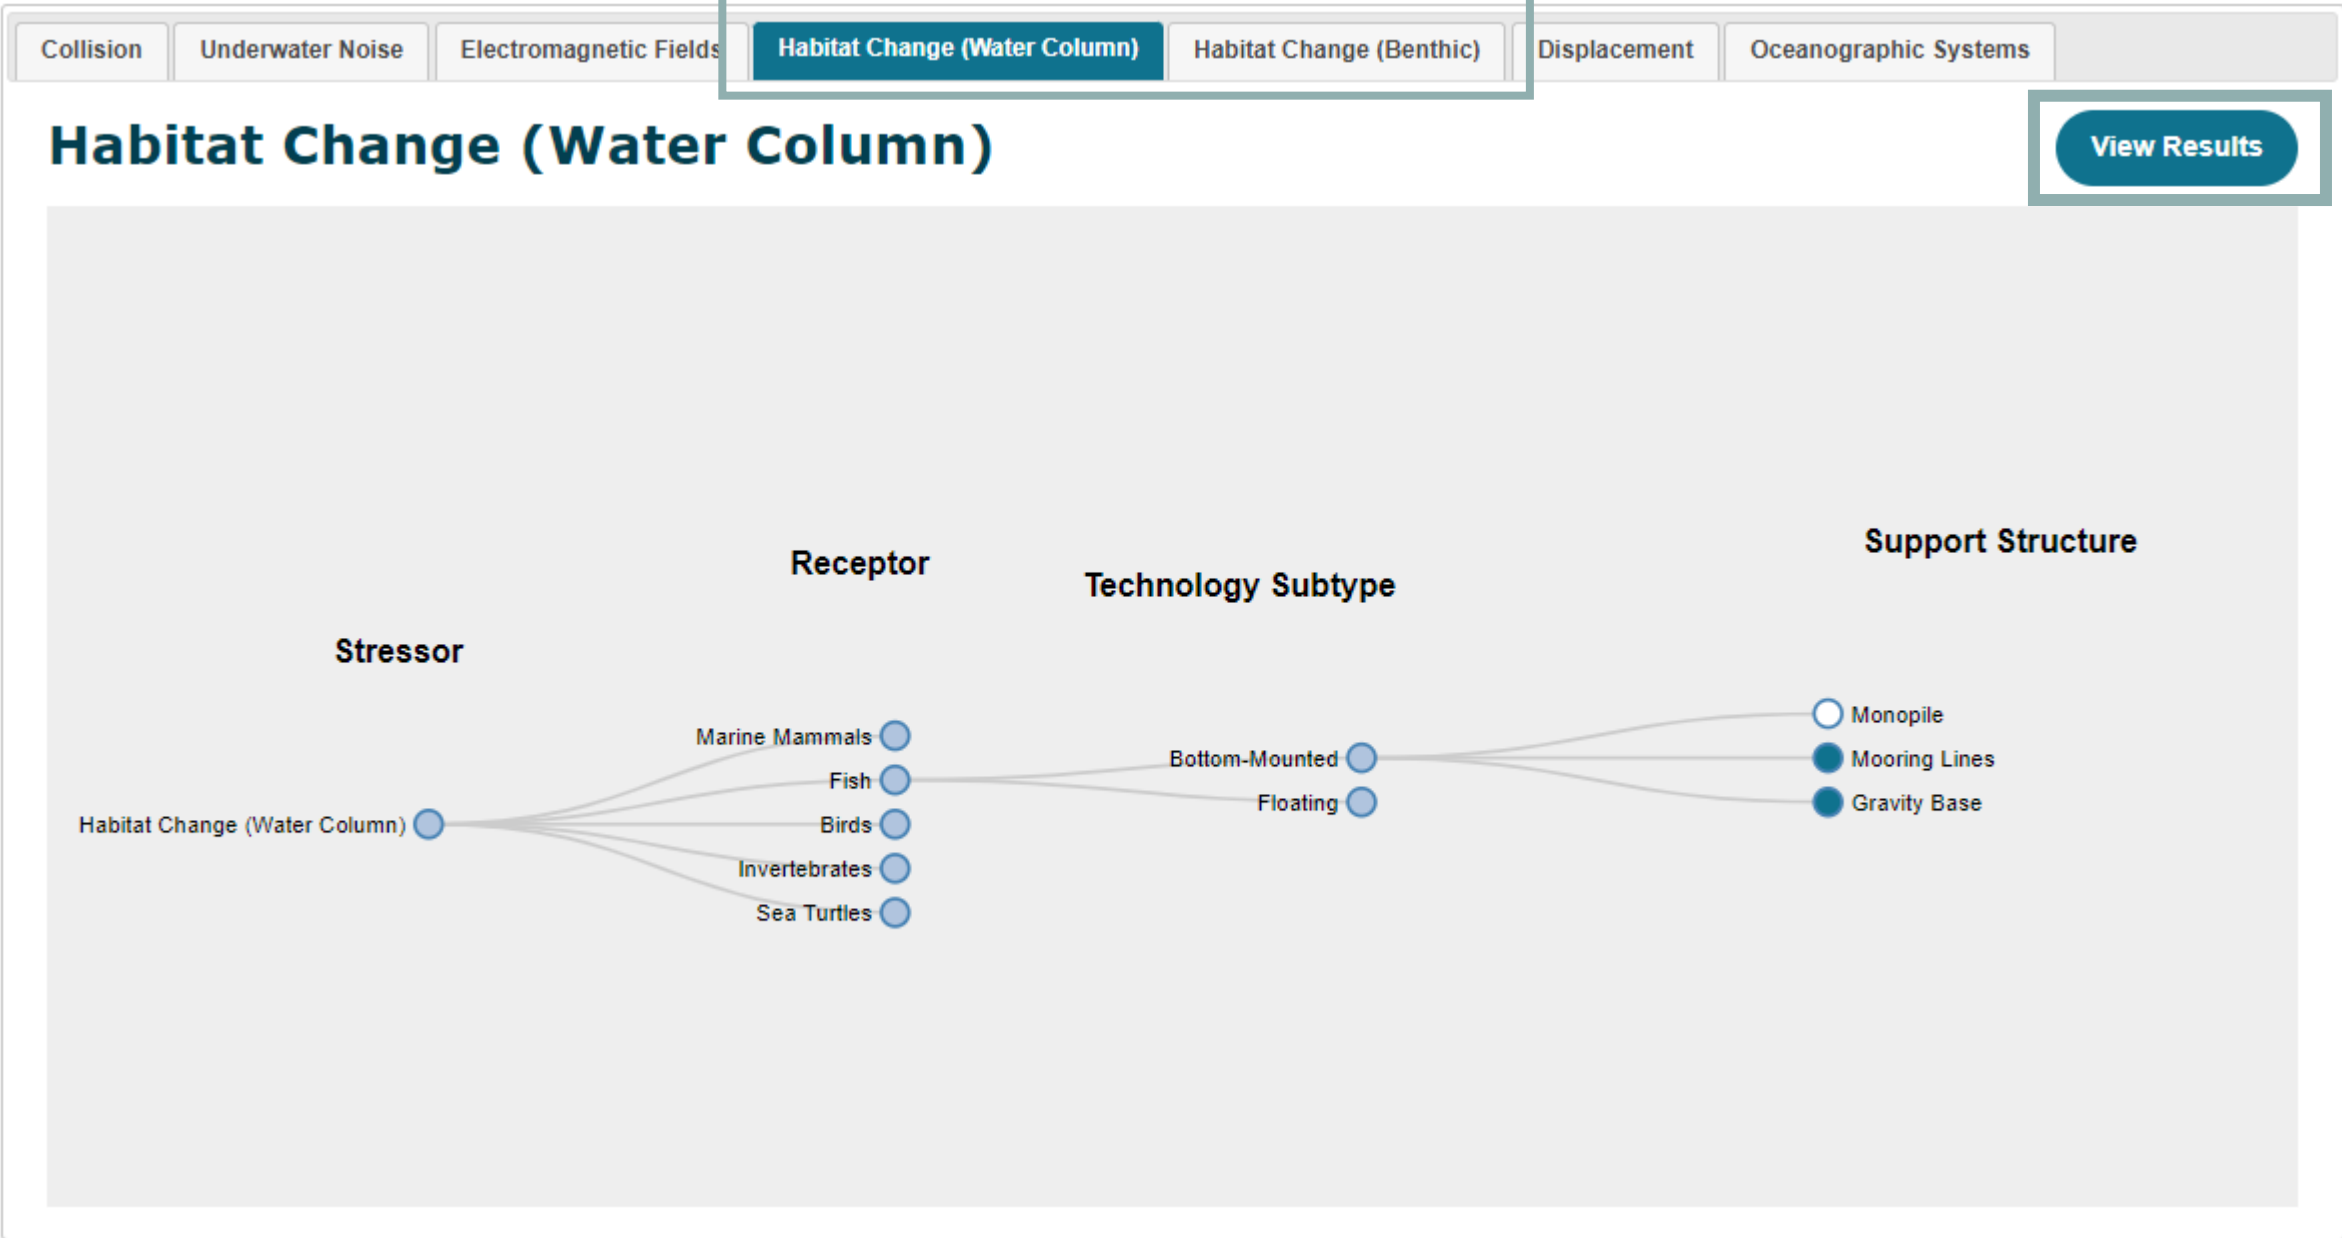 Collision
Underwater Noise
Electromagnetic Fields
Habitat Change (Water Column)
Habitat Change (Benthic)
Displacement
Oceanographic Systems
Habitat Change (Water Column)
View Results
Support Structure
Receptor
Technology Subtype
Stressor
Habitat Change (Water Column)
Marine Mammals
Fish
Birds
Invertebrates
Sea Turtles
Bottom-Mounted
Floating
Monopile
Mooring Lines
Gravity Base